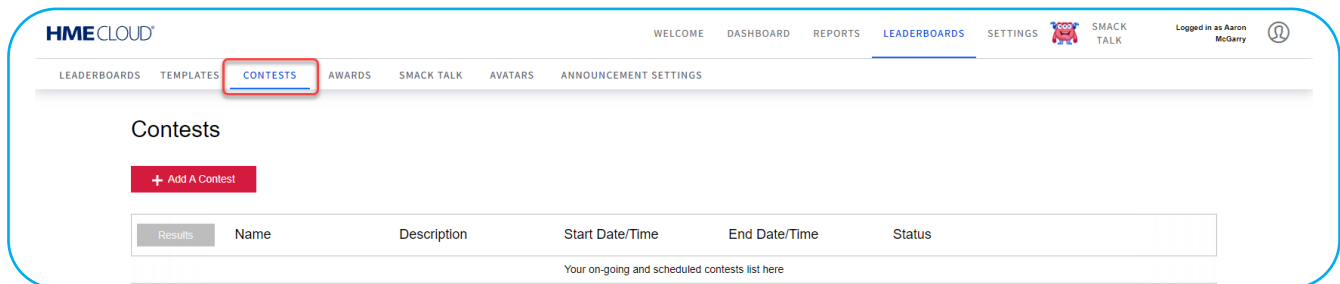 HME CLOUD®
WELCOME DASHBOARD REPORTS LEADERBOARDS SETTINGS SMACK TALK Logged in as Aaron McGarry
LEADERBOARDS TEMPLATES CONTESTS AWARDS SMACK TALK AVATARS ANNOUNCEMENT SETTINGS
Contests
+ Add A Contest
Results Name Description Start Date/Time End Date/Time Status
Your on-going and scheduled contests list here